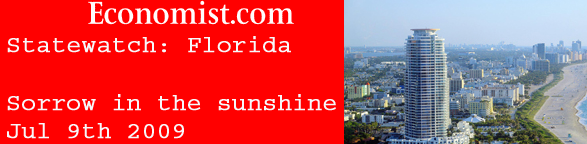 Economist.com
Statewatch: Florida
Sorrow in the sunshine
Jul 9th 2009